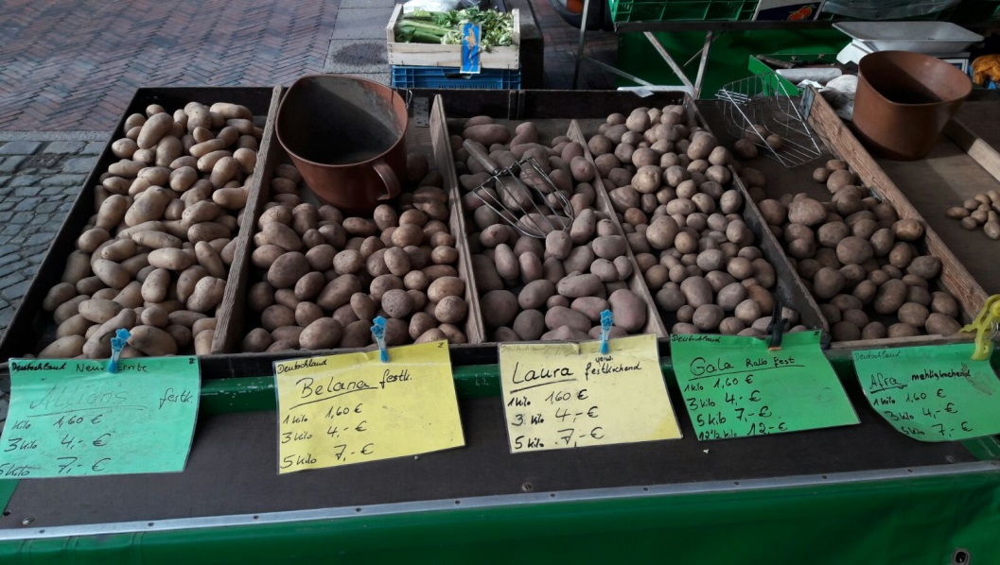 Deutschland Neue Ernte
festk.
Kilo 1,60 €
3 Kilo 4,- €
5 Kilo 7,- €
Deutschland
Belana festk.
1 Kilo 1,60 €
3 Kilo 4,- €
5 Kilo 7,- €
vorw.
Laura festkochend
1 Kilo 1,60 €
3. Kilo 4,- €
5 Kilo 7,- €
Deutschland
Gala fest
1 Kilo 1,60 €
3 Kilo 4,- €
5 Kilo 7,- €
12½ Kilo 12,- €
Deutschland
Afra mehligkochend
1 Kilo 1,60 €
3 Kilo 4,- €
5 Kilo 7,- €